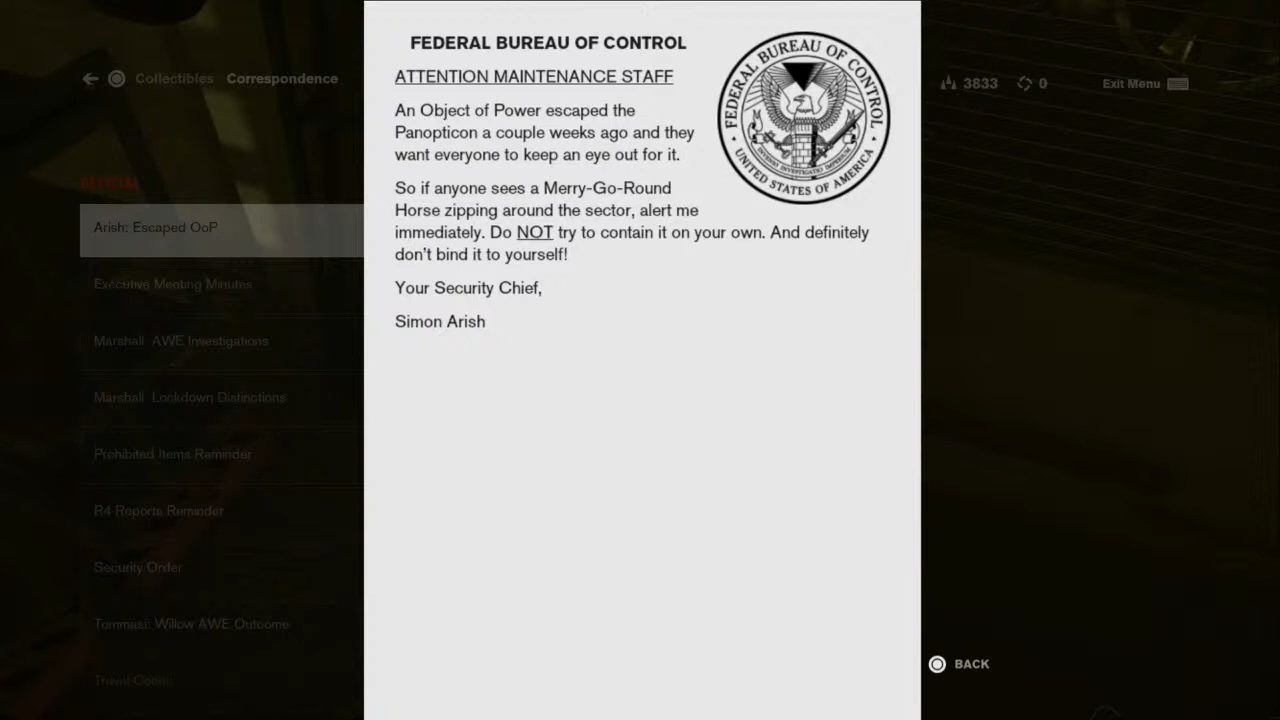 FEDERAL BUREAU OF CONTROL
ATTENTION MAINTENANCE STAFF
An Object of Power escaped the
Panopticon a couple weeks ago and they
want everyone to keep an eye out for it.
So if anyone sees a Merry-Go-Round
Horse zipping around the sector, alert me
immediately. Do NOT try to contain it on your own. And definitely
don't bind it to yourself!
Your Security Chief,
Simon Arish
FEDERAL BUREAU OF CONTROL
UNITED STATES OF AMERICA
Collectibles Correspondence
3833 0 Exit Menu
Arish: Escaped OoP
Executive Meeting Minutes
Marshall: AWE Investigations
Marshall: Lockdown Distinctions
Prohibited Items Reminder
R4 Reports Reminder
Security Order
Tommasi: Willow AWE Outcome
BACK